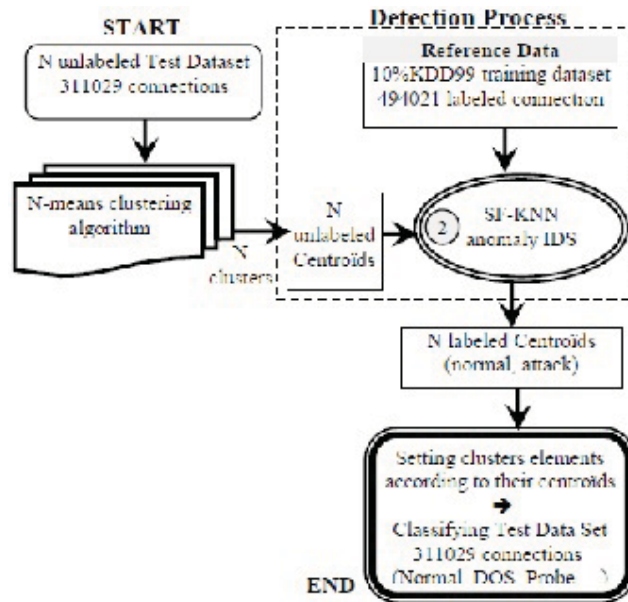 Detection Process
START
N unlabeled Test Dataset
311029 connections
Reference Data
10%KDD99 training dataset
494021 labeled connection
N-means clustering
algorithm
N
clusters
N
unlabeled
Centroïds
2
SF-KNN
anomaly IDS
N labeled Centroïds
(normal, attack)
Setting clusters elements
according to their centroïds
➔
Classifying Test Data Set
311029 connections
(Normal DOS Probe
END